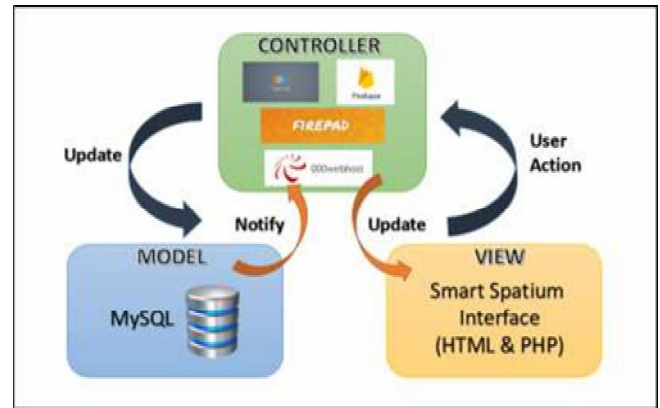 CONTROLLER
Firebase
FIREPAD
000webhost
Update
User
Action
Notify
Update
MODEL
MySQL
VIEW
Smart Spatium
Interface
(HTML & PHP)